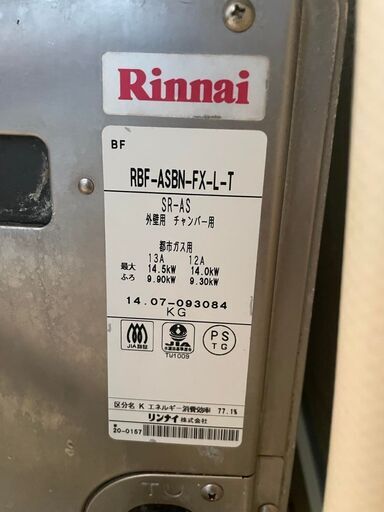 Rinnai
BF
RBF-ASBN-FX-L-T
SR-AS
外壁用 チャンバー用
都市ガス用
13A 12A
最大 14.5kW 14.0kW
ふろ 9.90kW 9.30kW
14.07-093084
KG
JIA認証
JIA
TW1009
PS
TG
区分名 K エネルギー消費効率 77.1%
リンナイ株式会社
20-0157